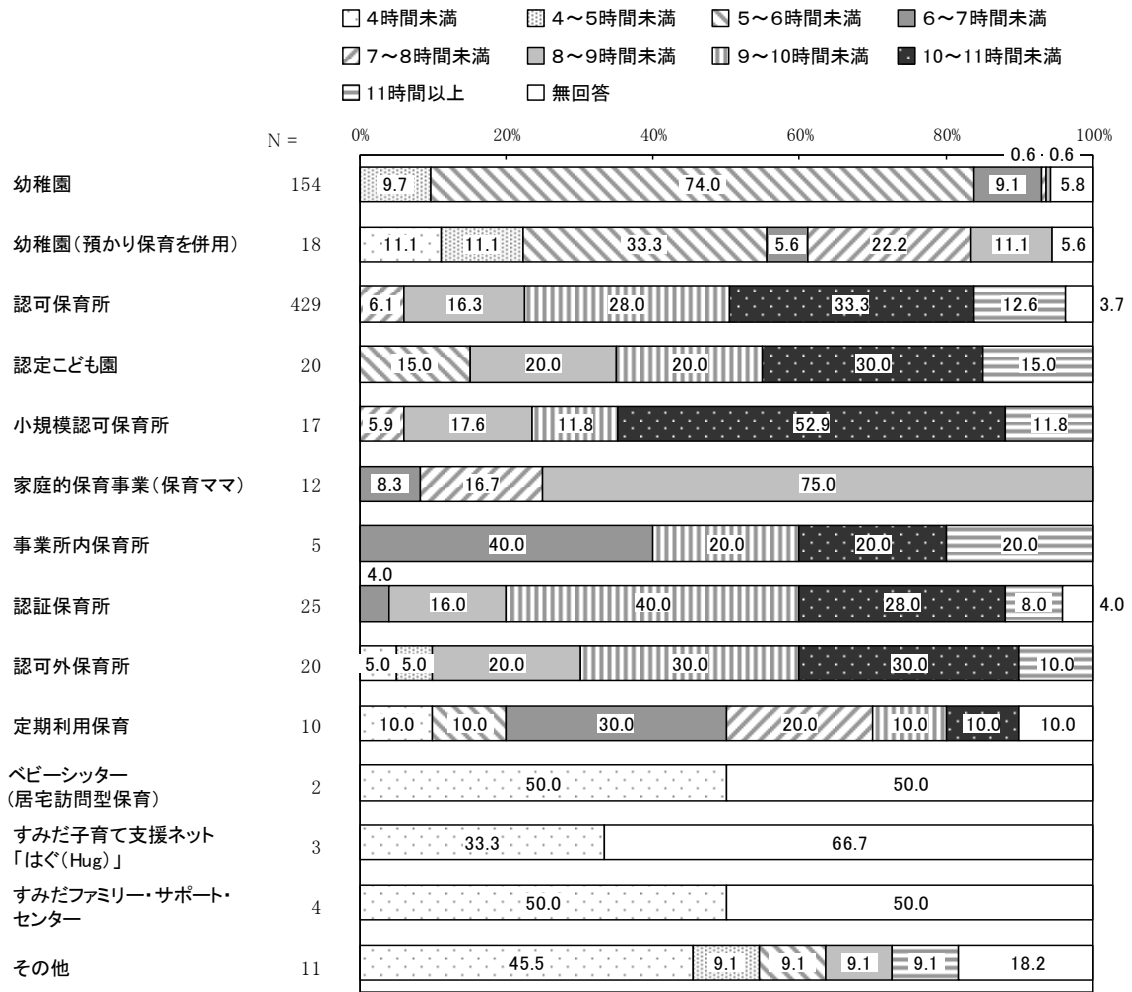 4時間未満 4～5時間未満 5～6時間未満 6～7時間未満
7～8時間未満 8～9時間未満 9～10時間未満 10～11時間未満
11時間以上 無回答
N = 0% 20% 40% 60% 80% 100%
0.6 0.6
幼稚園 154 9.7 74.0 9.1 5.8
幼稚園（預かり保育を併用） 18 11.1 11.1 33.3 5.6 22.2 11.1 5.6
認可保育所 429 6.1 16.3 28.0 33.3 12.6 3.7
認定こども園 20 15.0 20.0 20.0 30.0 15.0
小規模認可保育所 17 5.9 17.6 11.8 52.9 11.8
家庭的保育事業（保育ママ） 12 8.3 16.7 75.0
事業所内保育所 5 40.0 20.0 20.0 20.0
4.0
認証保育所 25 16.0 40.0 28.0 8.0 4.0
認可外保育所 20 5.0 5.0 20.0 30.0 30.0 10.0
定期利用保育 10 10.0 10.0 30.0 20.0 10.0 10.0 10.0
ベビーシッター
（居宅訪問型保育） 2 50.0 50.0
すみだ子育て支援ネット
「はぐ（Hug）」 3 33.3 66.7
すみだファミリー・サポート・
センター 4 50.0 50.0
その他 11 45.5 9.1 9.1 9.1 9.1 18.2